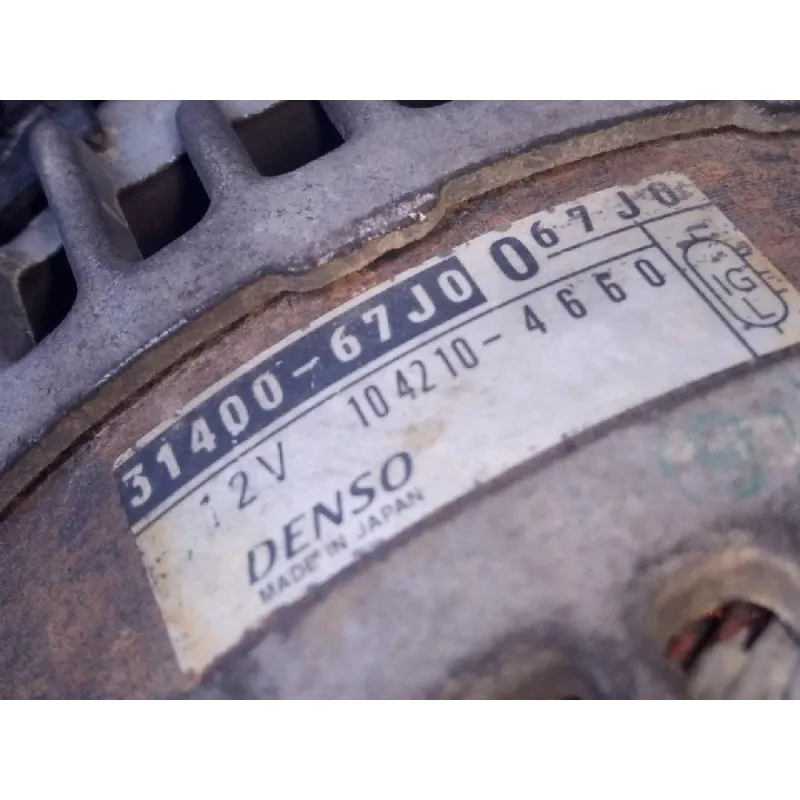 31400-67J0 0 67J0
12V 104210-4660
DENSO
MADE IN JAPAN
IG
L